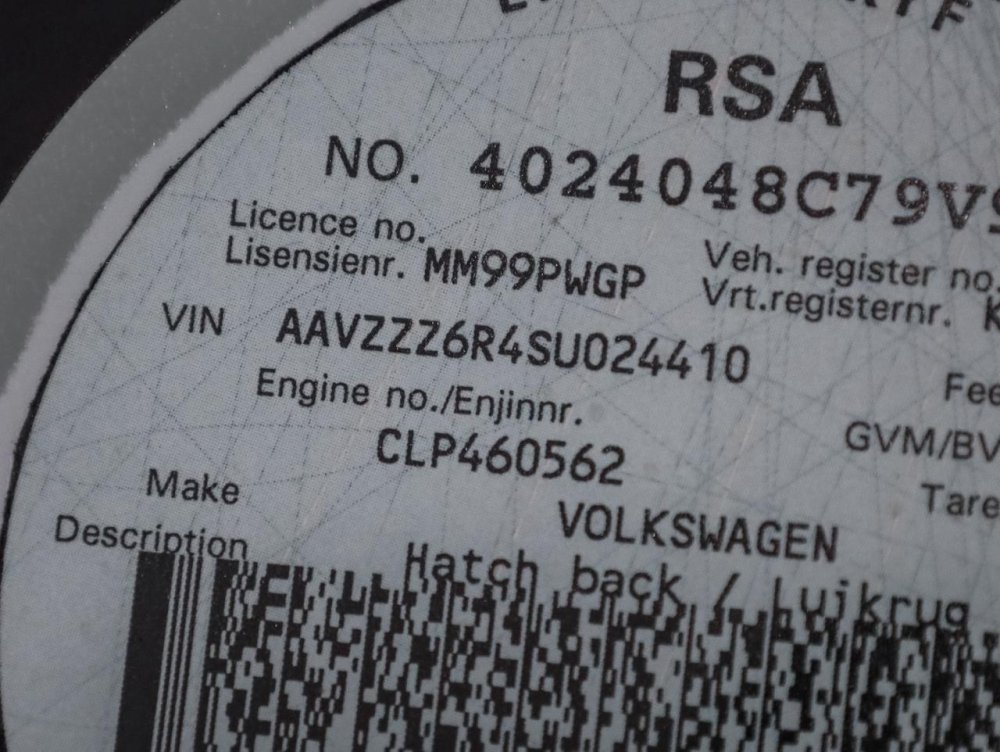 RSA
NO. 4024048C79V
Licence no.
Lisensienr. MM99PWGP
Veh. register no.
Vrt.registernr.
VIN AAVZZZ6R4SU024410
Fee
Engine no./Enjinnr.
CLP460562
GVM/BV
Tare
Make VOLKSWAGEN
Description Hatch back / Luikrug